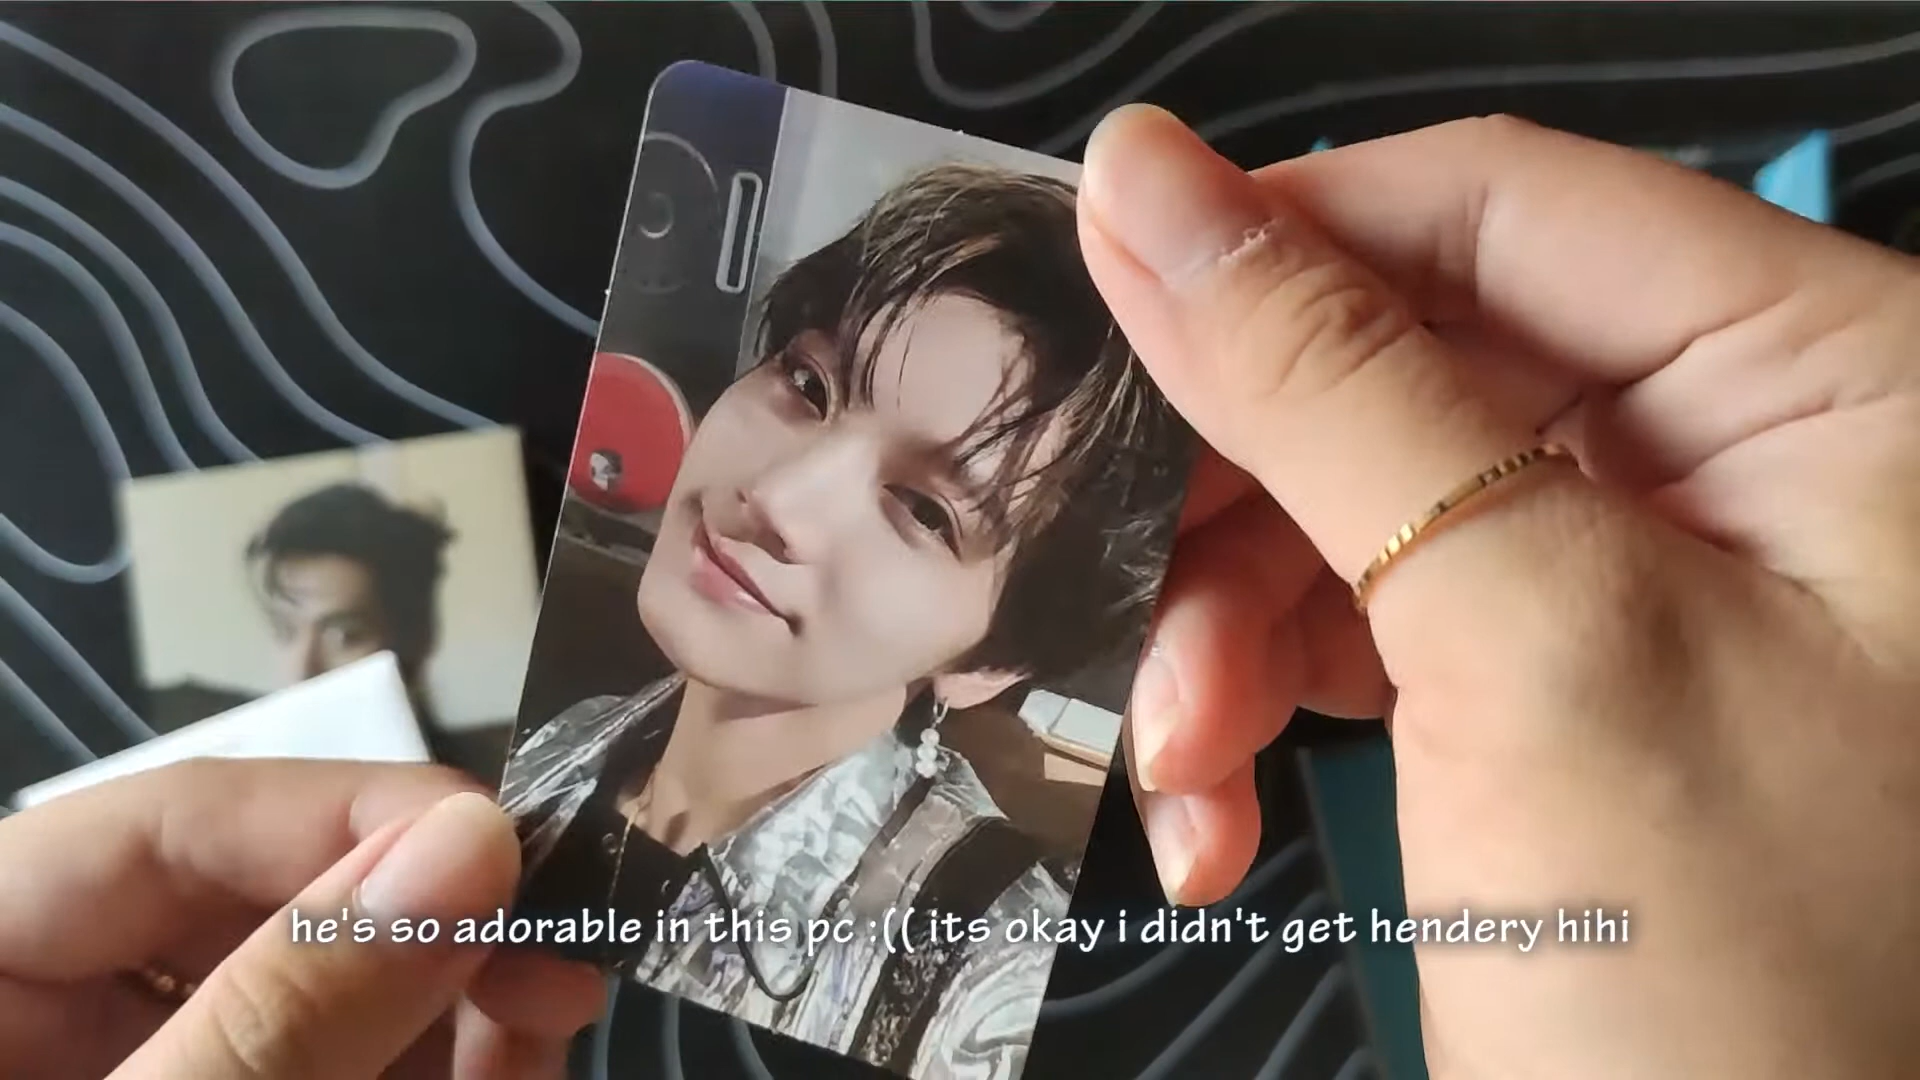 he's so adorable in this pc :(( its okay i didn't get hendery hihi